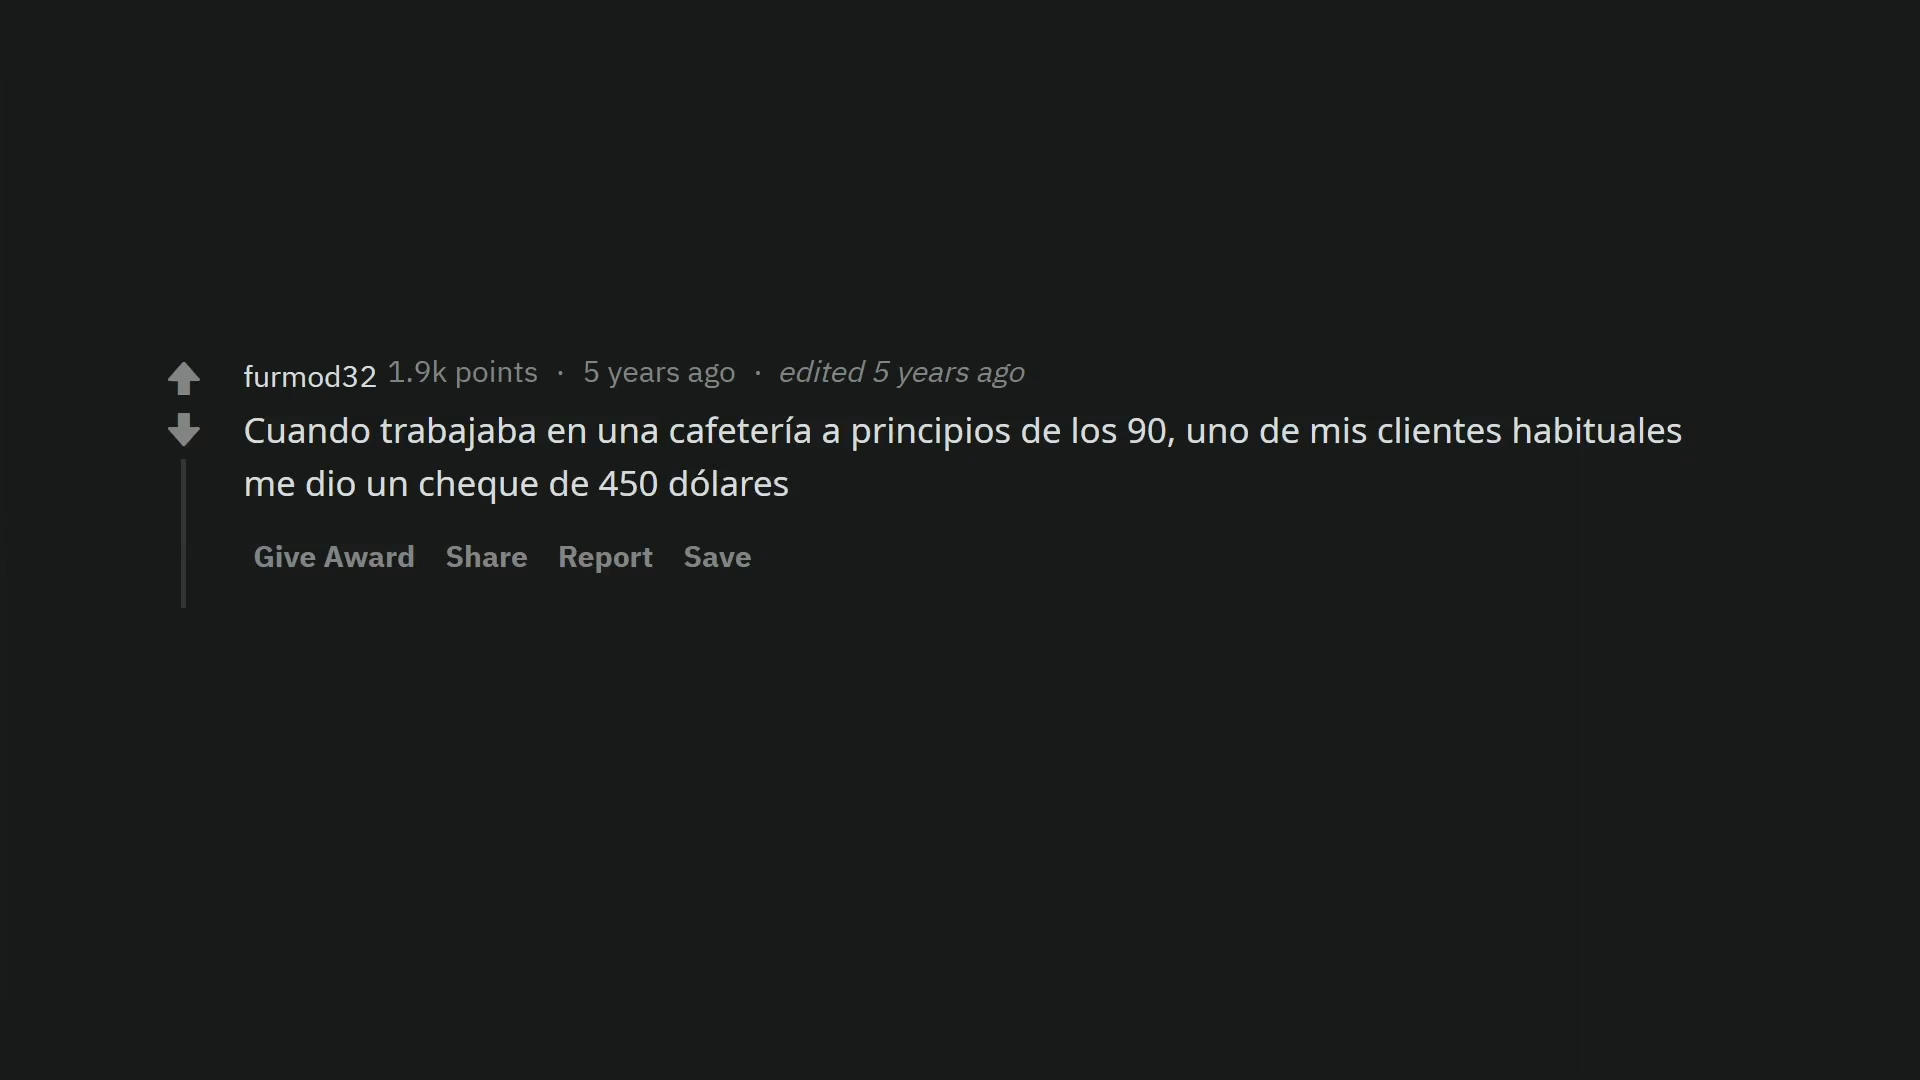 furmod32 1.9k points · 5 years ago · edited 5 years ago
Cuando trabajaba en una cafetería a principios de los 90, uno de mis clientes habituales
me dio un cheque de 450 dólares
Give Award Share Report Save